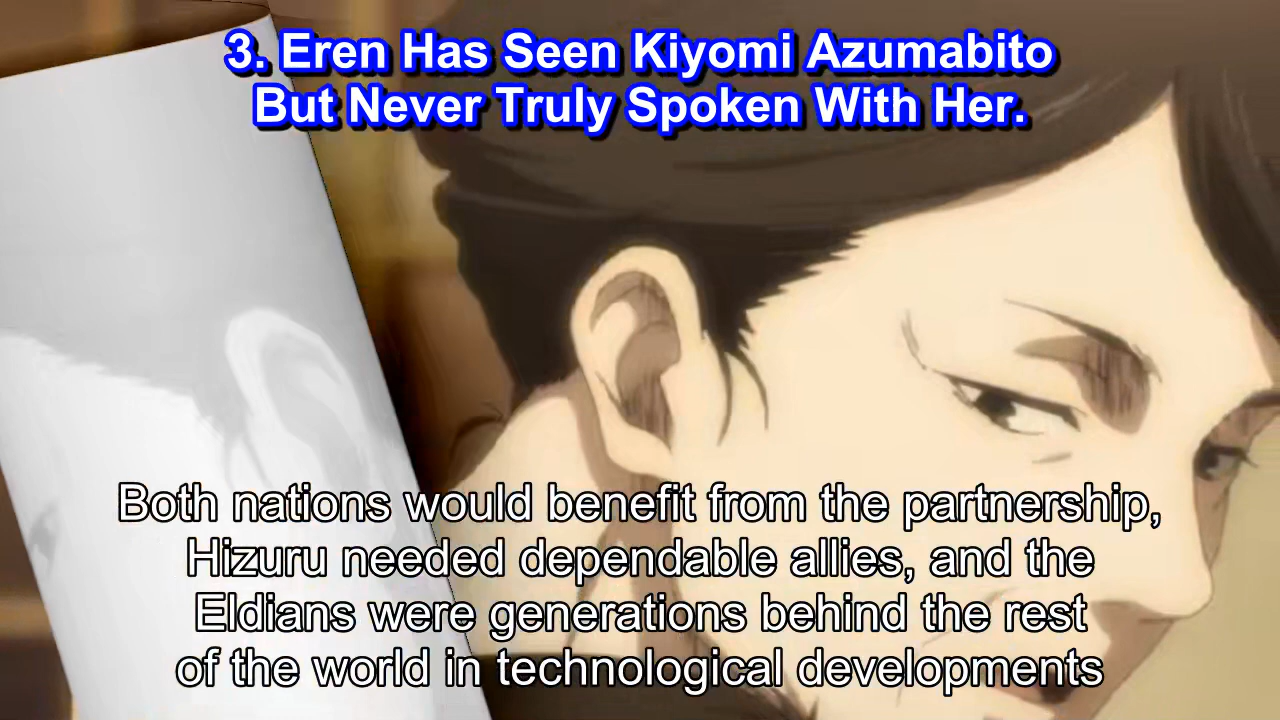 3. Eren Has Seen Kiyomi Azumabito
But Never Truly Spoken With Her.
Both nations would benefit from the partnership,
Hizuru needed dependable allies, and the
Eldians were generations behind the rest
of the world in technological developments